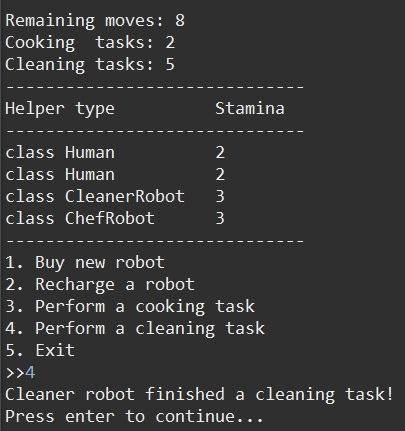 Remaining moves: 8
Cooking  tasks: 2
Cleaning tasks: 5
------------------------------
Helper type          Stamina
------------------------------
class Human          2
class Human          2
class CleanerRobot   3
class ChefRobot      3
------------------------------
1. Buy new robot
2. Recharge a robot
3. Perform a cooking task
4. Perform a cleaning task
5. Exit
>>4
Cleaner robot finished a cleaning task!
Press enter to continue...